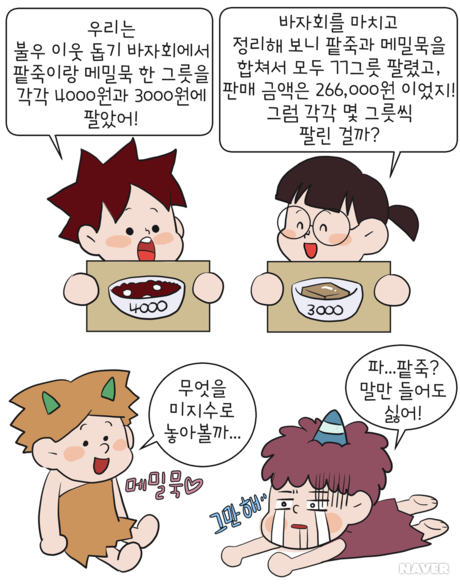 우리는
불우 이웃 돕기 바자회에서
팥죽이랑 메밀묵 한 그릇을
각각 4000원과 3000원에
팔았어!
바자회를 마치고
정리해 보니 팥죽과 메밀묵을
합쳐서 모두 77그릇 팔렸고,
판매 금액은 266,000원 이었지!
그럼 각각 몇 그릇씩
팔린 걸까?
4000
3000
무엇을
미지수로
놓아볼까...
메밀묵♡
파...팥죽?
말만 들어도
싫어!
그만해..
NAVER